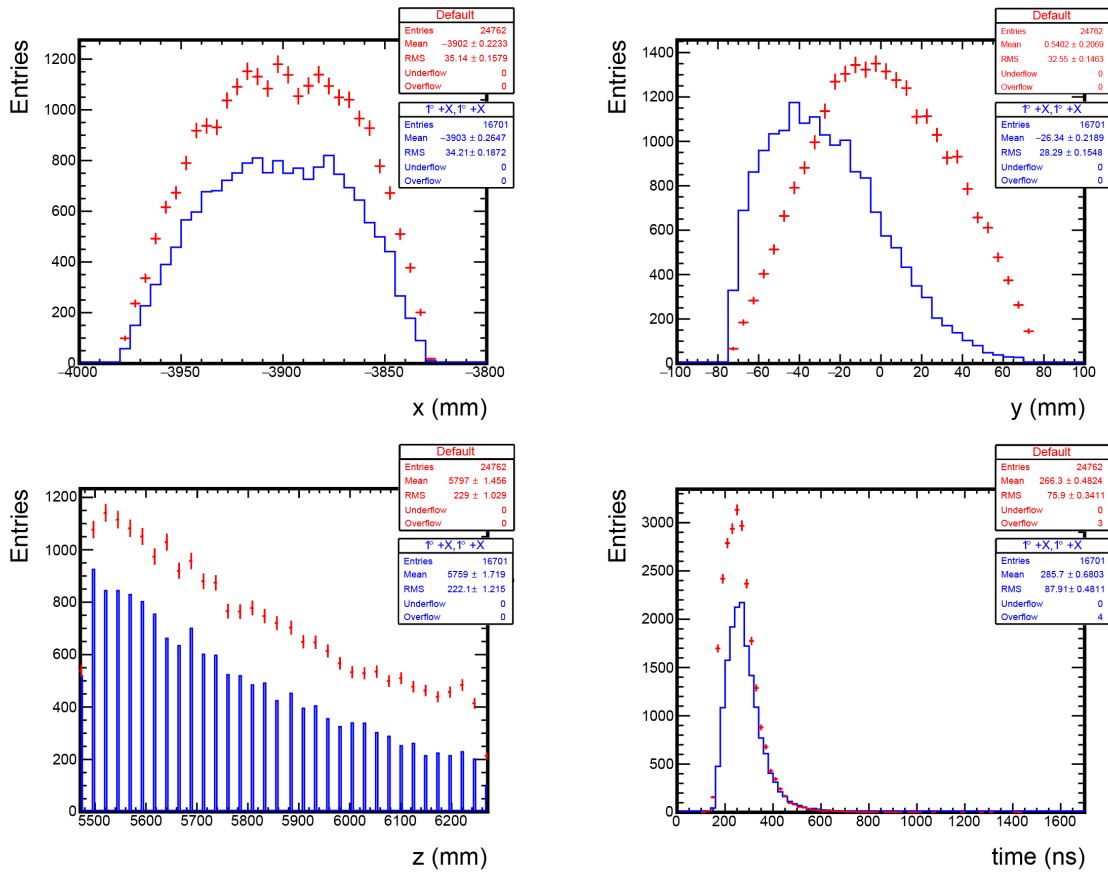 Default
Entries 24762
Mean −3902 ± 0.2233
RMS 35.14 ± 0.1579
Underflow 0
Overflow 0
1° +X,1° +X
Entries 16701
Mean −3903 ± 0.2647
RMS 34.21 ± 0.1872
Underflow 0
Overflow 0
Entries
1200
1000
800
600
400
200
0
−4000 −3950 −3900 −3850 −3800
x (mm)
Default
Entries 24762
Mean 0.5402 ± 0.2069
RMS 32.55 ± 0.1463
Underflow 0
Overflow 0
1° +X,1° +X
Entries 16701
Mean −26.34 ± 0.2189
RMS 28.29 ± 0.1548
Underflow 0
Overflow 0
Entries
1400
1200
1000
800
600
400
200
0
−100 −80 −60 −40 −20 0 20 40 60 80 100
y (mm)
Default
Entries 24762
Mean 5797 ± 1.456
RMS 229 ± 1.029
Underflow 0
Overflow 0
1° +X,1° +X
Entries 16701
Mean 5759 ± 1.719
RMS 222.1 ± 1.215
Underflow 0
Overflow 0
Entries
1200
1000
800
600
400
200
0
5500 5600 5700 5800 5900 6000 6100 6200
z (mm)
Default
Entries 24762
Mean 266.3 ± 0.4824
RMS 75.9 ± 0.3411
Underflow 0
Overflow 3
1° +X,1° +X
Entries 16701
Mean 285.7 ± 0.6803
RMS 87.91 ± 0.4811
Underflow 0
Overflow 4
Entries
3000
2500
2000
1500
1000
500
0
0 200 400 600 800 1000 1200 1400 1600
time (ns)